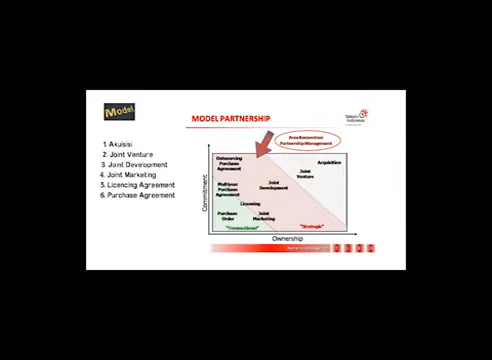 Model
MODEL PARTNERSHIP
Telkom
Indonesia
Area Konsentrasi
Partnership Management
1. Akuisisi
2. Joint Venture
3. Joint Development
4. Joint Marketing
5. Licencing Agreement
6. Purchase Agreement
Commitment
Outsourcing
Purchase
Agreement
Acquisition
Joint
Venture
Joint
Development
Multiyear
Purchase
Agreement
Licensing
Purchase
Order
Joint
Marketing
"Transactional"
"Strategic"
Ownership